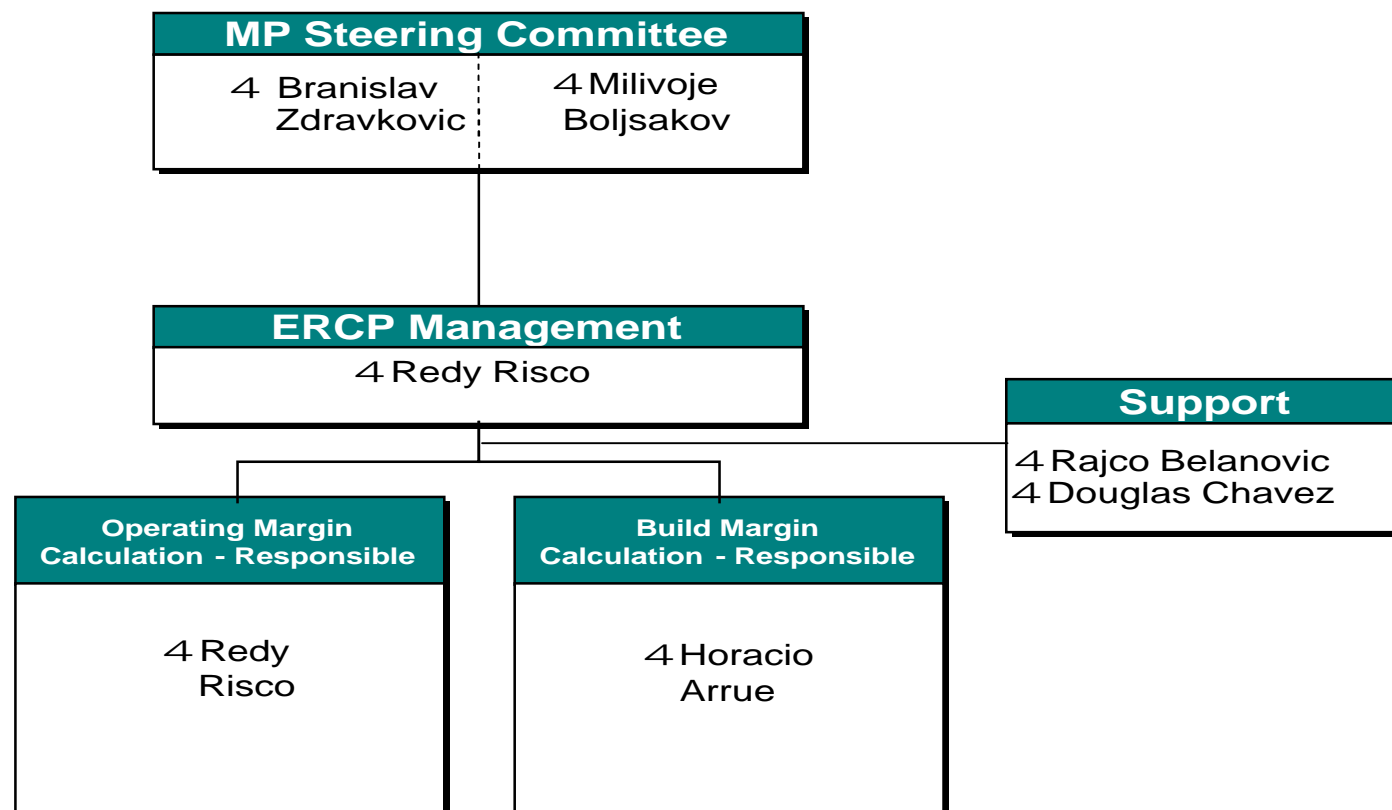 MP Steering Committee
4 Branislav
Zdravkovic
4 Milivoje
Boljsakov
ERCP Management
4 Redy Risco
Support
4 Rajco Belanovic
4 Douglas Chavez
Operating Margin
Calculation - Responsible
4 Redy
Risco
Build Margin
Calculation - Responsible
4 Horacio
Arrue